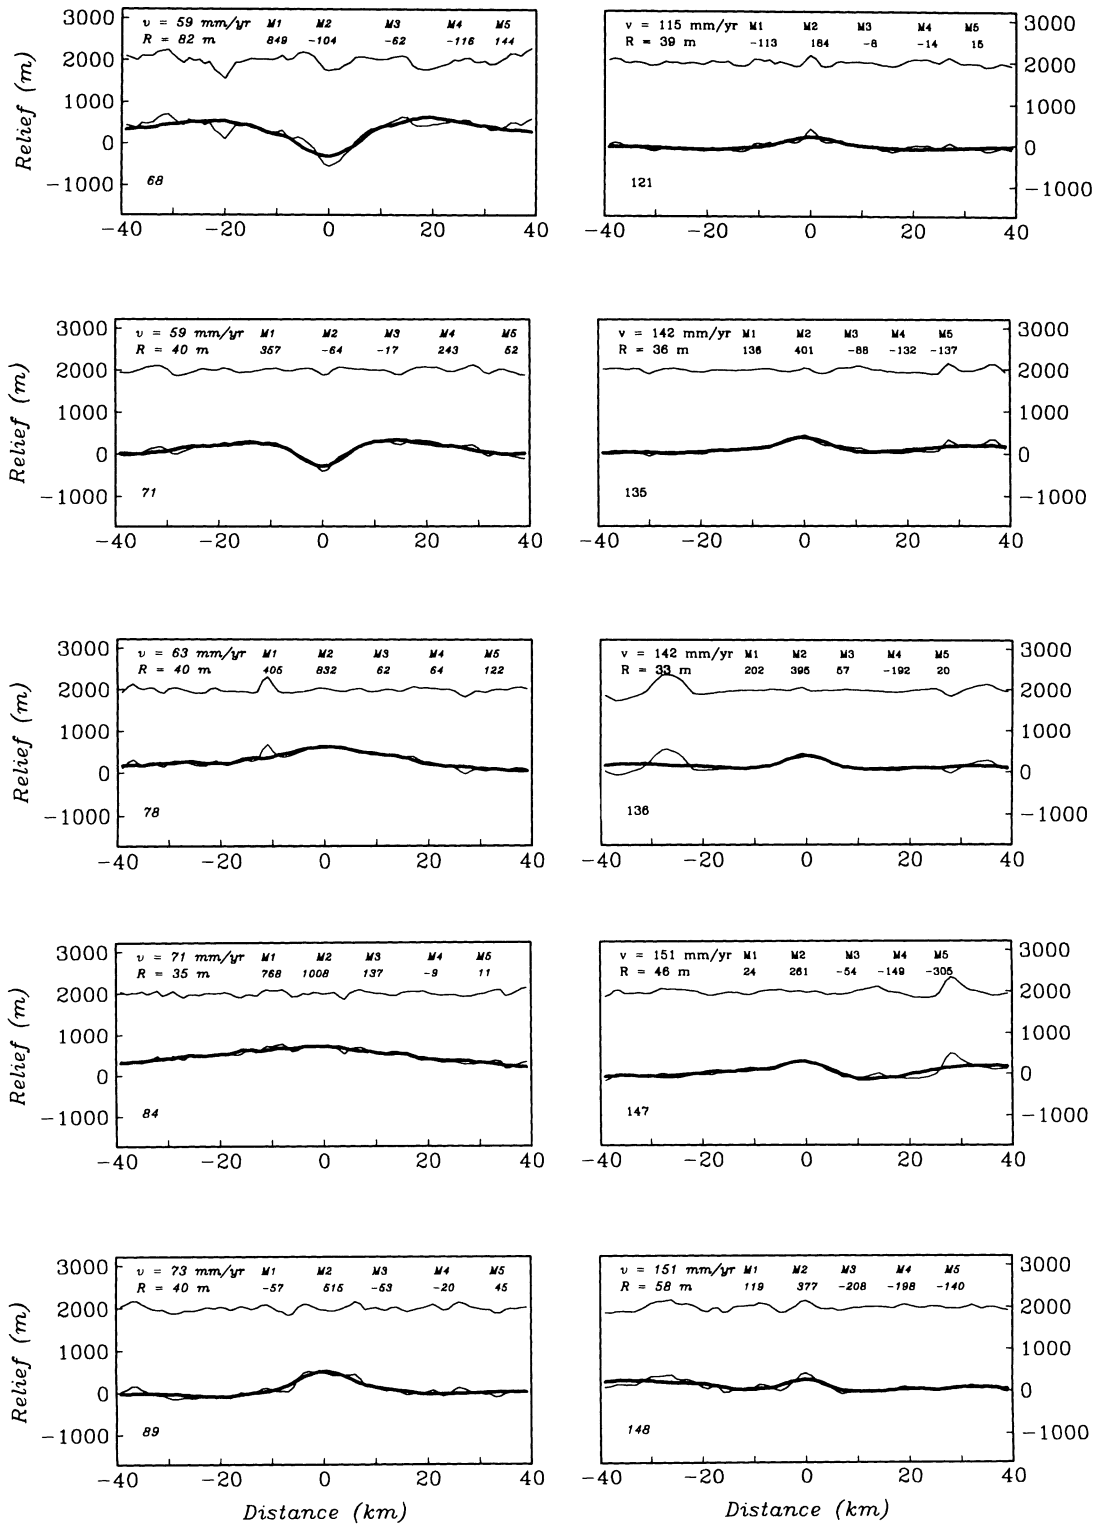 υ = 59 mm/yr M1 M2 M3 M4 M5
R = 82 m 849 -104 -62 -116 144
3000
2000
1000
0
-1000
Relief (m)
68
-40 -20 0 20 40
v = 115 mm/yr M1 M2 M3 M4 M5
R = 39 m -113 184 -8 -14 15
3000
2000
1000
0
-1000
121
-40 -20 0 20 40
υ = 59 mm/yr M1 M2 M3 M4 M5
R = 40 m 357 -64 -17 243 52
3000
2000
1000
0
-1000
Relief (m)
71
-40 -20 0 20 40
v = 142 mm/yr M1 M2 M3 M4 M5
R = 36 m 136 401 -88 -132 -137
3000
2000
1000
0
-1000
135
-40 -20 0 20 40
υ = 63 mm/yr M1 M2 M3 M4 M5
R = 40 m 405 832 62 64 122
3000
2000
1000
0
-1000
Relief (m)
78
-40 -20 0 20 40
v = 142 mm/yr M1 M2 M3 M4 M5
R = 33 m 202 395 57 -192 20
3000
2000
1000
0
-1000
136
-40 -20 0 20 40
υ = 71 mm/yr M1 M2 M3 M4 M5
R = 35 m 768 1008 137 -9 11
3000
2000
1000
0
-1000
Relief (m)
84
-40 -20 0 20 40
v = 151 mm/yr M1 M2 M3 M4 M5
R = 46 m 24 261 -54 -149 -305
3000
2000
1000
0
-1000
147
-40 -20 0 20 40
υ = 73 mm/yr M1 M2 M3 M4 M5
R = 40 m -57 615 -63 -20 45
3000
2000
1000
0
-1000
Relief (m)
89
-40 -20 0 20 40
Distance (km)
υ = 151 mm/yr M1 M2 M3 M4 M5
R = 58 m 119 377 -208 -198 -140
3000
2000
1000
0
-1000
148
-40 -20 0 20 40
Distance (km)